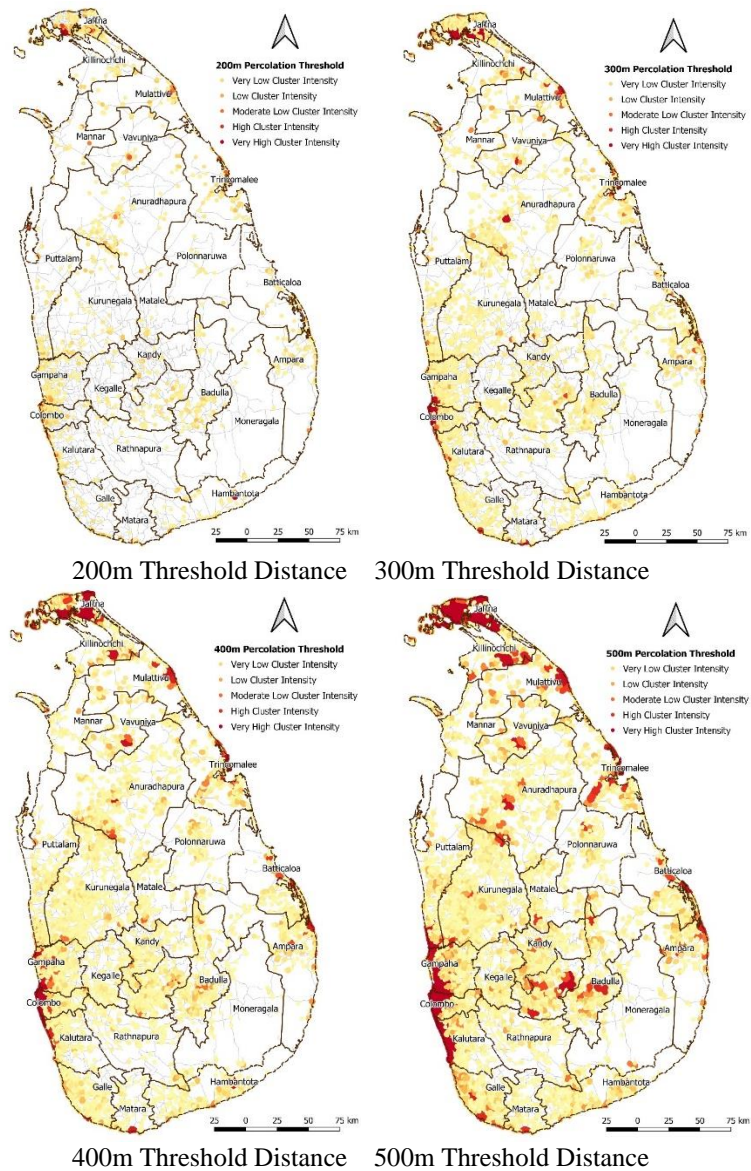 Jaffna
Killinochchi
200m Percolation Threshold
Very Low Cluster Intensity
Low Cluster Intensity
Moderate Low Cluster Intensity
High Cluster Intensity
Very High Cluster Intensity
Mulattive
Mannar
Vavuniya
Trincomalee
Anuradhapura
Puttalam
Polonnaruwa
Kurunegala
Matale
Batticaloa
Kandy
Ampara
Gampaha
Kegalle
Badulla
Colombo
Moneragala
Kalutara
Rathnapura
Galle
Hambantota
Matara
25 0 25 50 75 km
Jaffna
Killinochchi
300m Percolation Threshold
Very Low Cluster Intensity
Low Cluster Intensity
Moderate Low Cluster Intensity
High Cluster Intensity
Very High Cluster Intensity
Mulattive
Mannar
Vavuniya
Trincomalee
Anuradhapura
Puttalam
Polonnaruwa
Kurunegala
Matale
Batticaloa
Kandy
Ampara
Gampaha
Kegalle
Badulla
Colombo
Moneragala
Kalutara
Rathnapura
Galle
Hambantota
Matara
25 0 25 50 75 km
200m Threshold Distance 300m Threshold Distance
Jaffna
Killinochchi
400m Percolation Threshold
Very Low Cluster Intensity
Low Cluster Intensity
Moderate Low Cluster Intensity
High Cluster Intensity
Very High Cluster Intensity
Mulattive
Mannar
Vavuniya
Trincomalee
Anuradhapura
Puttalam
Polonnaruwa
Kurunegala
Matale
Batticaloa
Kandy
Ampara
Gampaha
Kegalle
Badulla
Colombo
Moneragala
Kalutara
Rathnapura
Galle
Hambantota
Matara
25 0 25 50 75 km
Jaffna
Killinochchi
500m Percolation Threshold
Very Low Cluster Intensity
Low Cluster Intensity
Moderate Low Cluster Intensity
High Cluster Intensity
Very High Cluster Intensity
Mulattive
Mannar
Vavuniya
Trincomalee
Anuradhapura
Puttalam
Polonnaruwa
Kurunegala
Matale
Batticaloa
Kandy
Ampara
Gampaha
Kegalle
Badulla
Colombo
Moneragala
Kalutara
Rathnapura
Galle
Hambantota
Matara
25 0 25 50 75 km
400m Threshold Distance 500m Threshold Distance